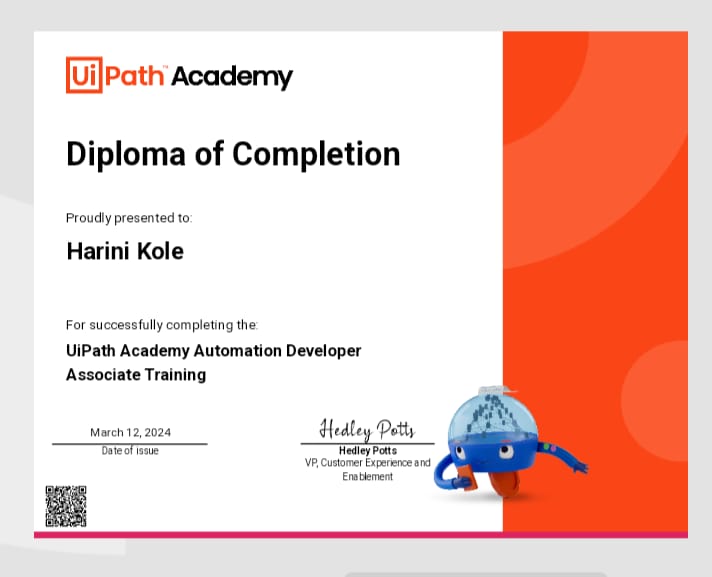 UiPath™ Academy
Diploma of Completion
Proudly presented to:
Harini Kole
For successfully completing the:
UiPath Academy Automation Developer
Associate Training
March 12, 2024
Date of issue
Hedley Potts
Hedley Potts
VP, Customer Experience and
Enablement